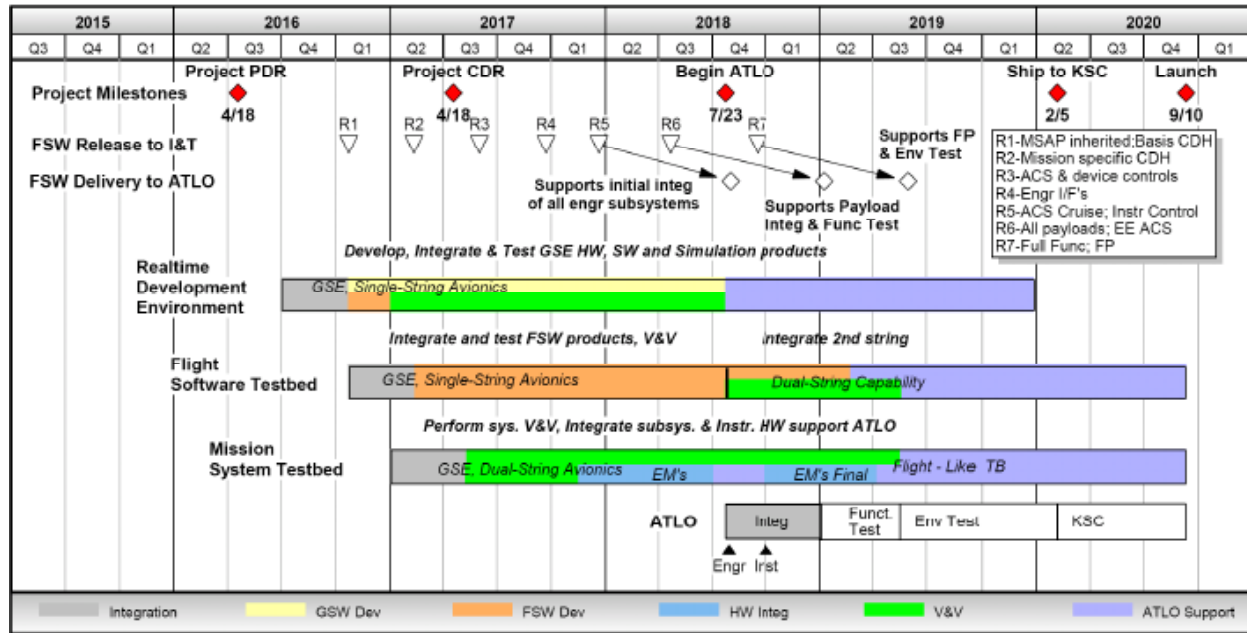 2015 2016 2017 2018 2019 2020
Q3 Q4 Q1 Q2 Q3 Q4 Q1 Q2 Q3 Q4 Q1 Q2 Q3 Q4 Q1 Q2 Q3 Q4 Q1 Q2 Q3 Q4 Q1
Project PDR Project CDR Begin ATLO Ship to KSC Launch
Project Milestones
4/18 4/18 7/23 2/5 9/10
R1 R2 R3 R4 R5 R6 R7
FSW Release to I&T
Supports FP
& Env Test
FSW Delivery to ATLO
Supports initial integ
of all engr subsystems
Supports Payload
Integ & Func Test
R1-MSAP inherited;Basis CDH
R2-Mission specific CDH
R3-ACS & device controls
R4-Engr I/F's
R5-ACS Cruise; Instr Control
R6-All payloads; EE ACS
R7-Full Func; FP
Develop, Integrate & Test GSE HW, SW and Simulation products
Realtime
Development
Environment
GSE, Single-String Avionics
Integrate and test FSW products, V&V Integrate 2nd string
Flight
Software Testbed
GSE, Single-String Avionics Dual-String Capability
Perform sys. V&V, Integrate subsys. & Instr. HW support ATLO
Mission
System Testbed
GSE, Dual-String Avionics EM's EM's Final Flight - Like TB
ATLO Integ
Funct.
Test
Env Test KSC
Engr Irst
Integration GSW Dev FSW Dev HW Integ V&V ATLO Support